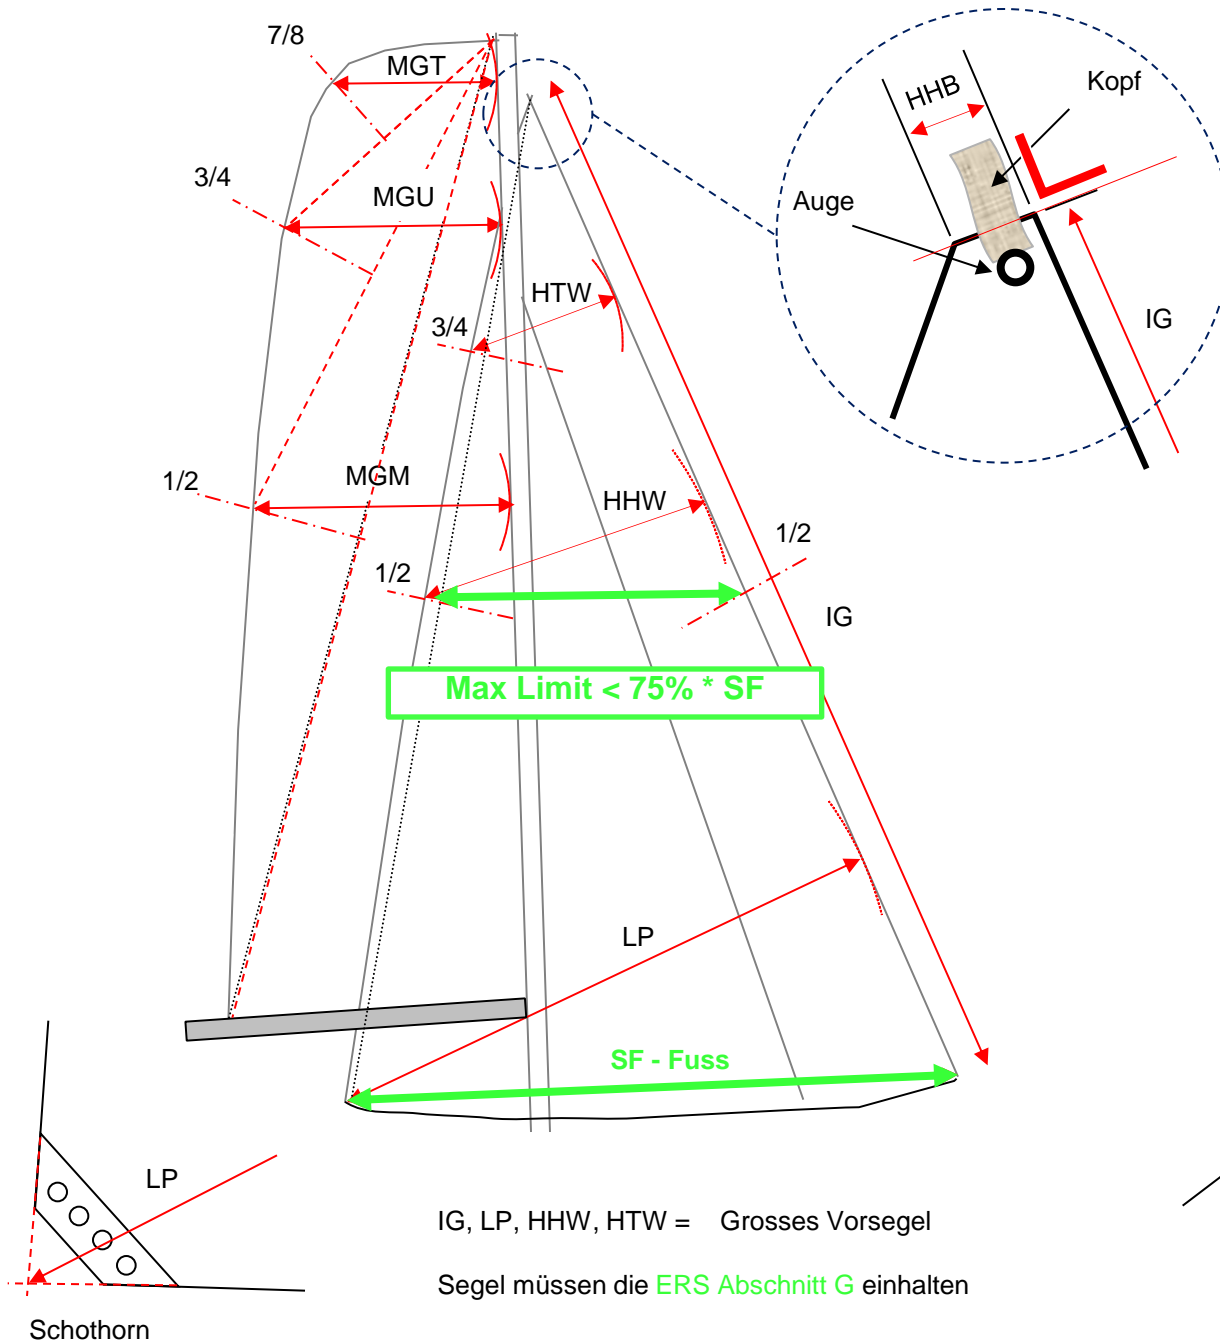 7/8
MGT
HHB
Kopf
3/4
MGU
Auge
HTW
3/4
IG
1/2
MGM
HHW
1/2
1/2
IG
Max Limit < 75% * SF
LP
SF - Fuss
LP
IG, LP, HHW, HTW = Grosses Vorsegel
Segel müssen die ERS Abschnitt G einhalten
Schothorn